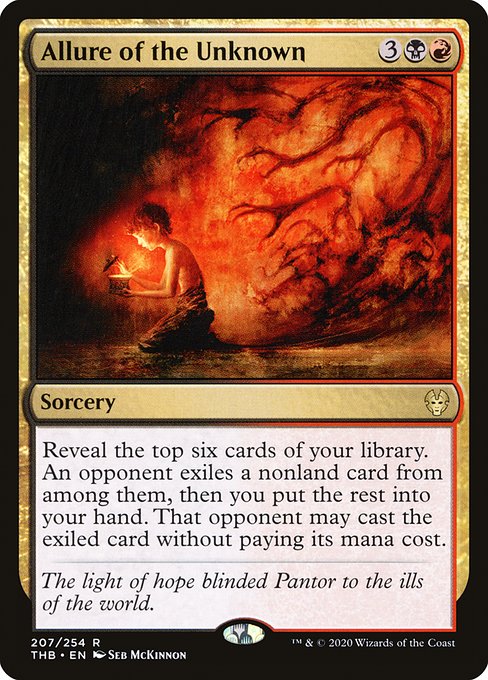 Allure of the Unknown 3
Sorcery
Reveal the top six cards of your library.
An opponent exiles a nonland card from
among them, then you put the rest into
your hand. That opponent may cast the
exiled card without paying its mana cost.
The light of hope blinded Pantor to the ills
of the world.
207/254 R
THB • EN Seb McKinnon
™ & © 2020 Wizards of the Coast